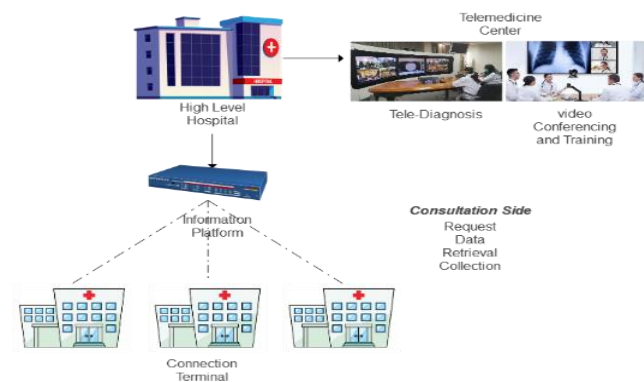 Telemedicine
Center
HOSPITAL
High Level
Hospital
Tele-Diagnosis
video
Conferencing
and Training
Information
Platform
Consultation Side
Request
Data
Retrieval
Collection
Connection
Terminal